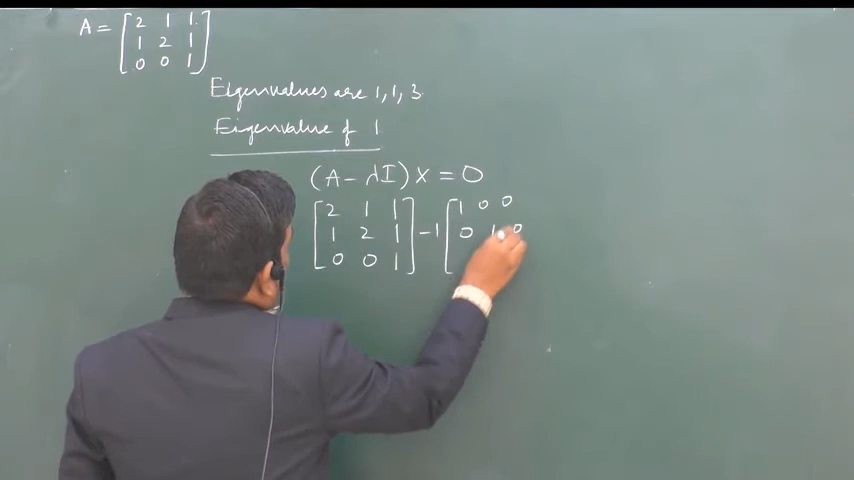 A = [2 1 1
1 2 1
0 0 1]
Eigenvalues are 1, 1, 3.
Eigenvalue of 1
(A - λI) X = 0
[2 1 1
1 2 1
0 0 1] - 1 [1 0 0
0 1 0